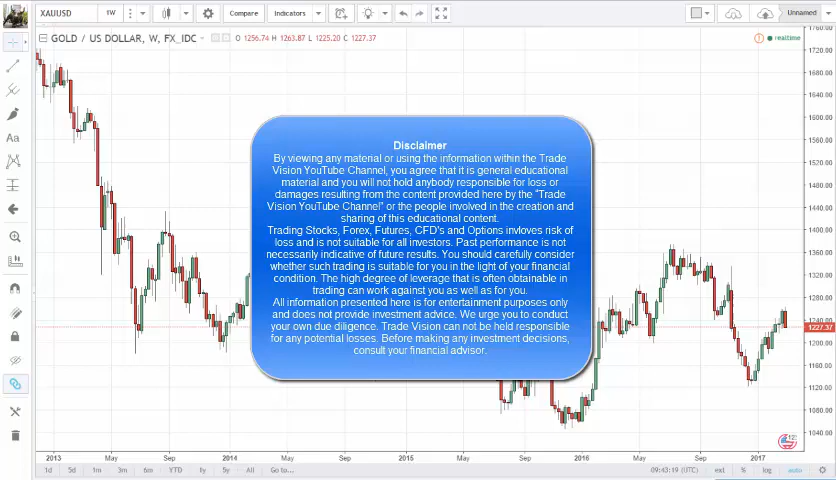 XAUUSD 1W Compare Indicators Unnamed
GOLD / US DOLLAR, W, FX_IDC O 1256.74 H 1263.87 L 1225.20 C 1227.37 realtime
Disclaimer
By viewing any material or using the information within the Trade
Vision YouTube Channel, you agree that it is general educational
material and you will not hold anybody responsible for loss or
damages resulting from the content provided here by the "Trade
Vision YouTube Channel" or the people involved in the creation and
sharing of this educational content.
Trading Stocks, Forex, Futures, CFD's and Options invloves risk of
loss and is not suitable for all investors. Past performance is not
necessarily indicative of future results. You should carefully consider
whether such trading is suitable for you in the light of your financial
condition. The high degree of leverage that is often obtainable in
trading can work against you as well as for you.
All information presented here is for entertainment purposes only
and does not provide investment advice. We urge you to conduct
your own due diligence. Trade Vision can not be held responsible
for any potential losses. Before making any investment decisions,
consult your financial advisor.
1760.00
1720.00
1680.00
1640.00
1600.00
1560.00
1520.00
1480.00
1440.00
1400.00
1360.00
1320.00
1280.00
1240.00
1227.37
1200.00
1160.00
1120.00
1080.00
1040.00
Aa
2013 May Sep 2014 May Sep 2015 May Sep 2016 May Sep 2017
1d 5d 1m 3m 6m YTD 1y 5y All Go to... 09:43:19 (UTC) ext % log auto